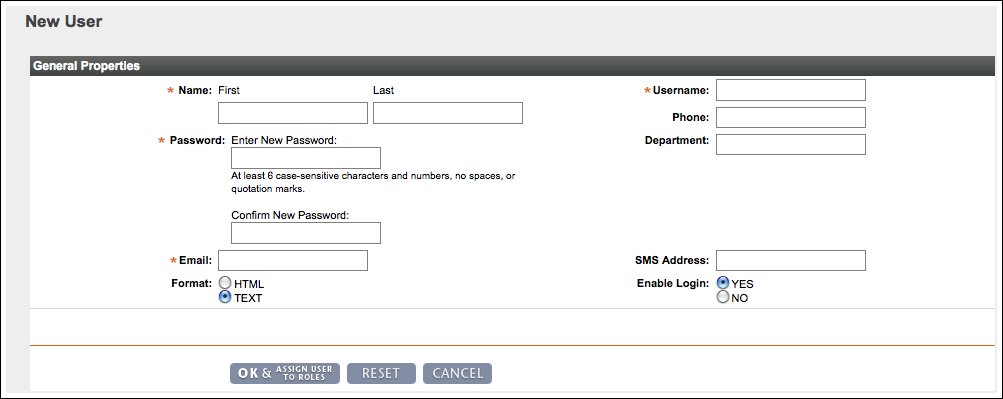 New User
General Properties
* Name: First Last
* Username:
Phone:
* Password: Enter New Password:
Department:
At least 6 case-sensitive characters and numbers, no spaces, or
quotation marks.
Confirm New Password:
* Email:
SMS Address:
Format: HTML
TEXT
Enable Login: YES
NO
OK & ASSIGN USER TO ROLES
RESET
CANCEL